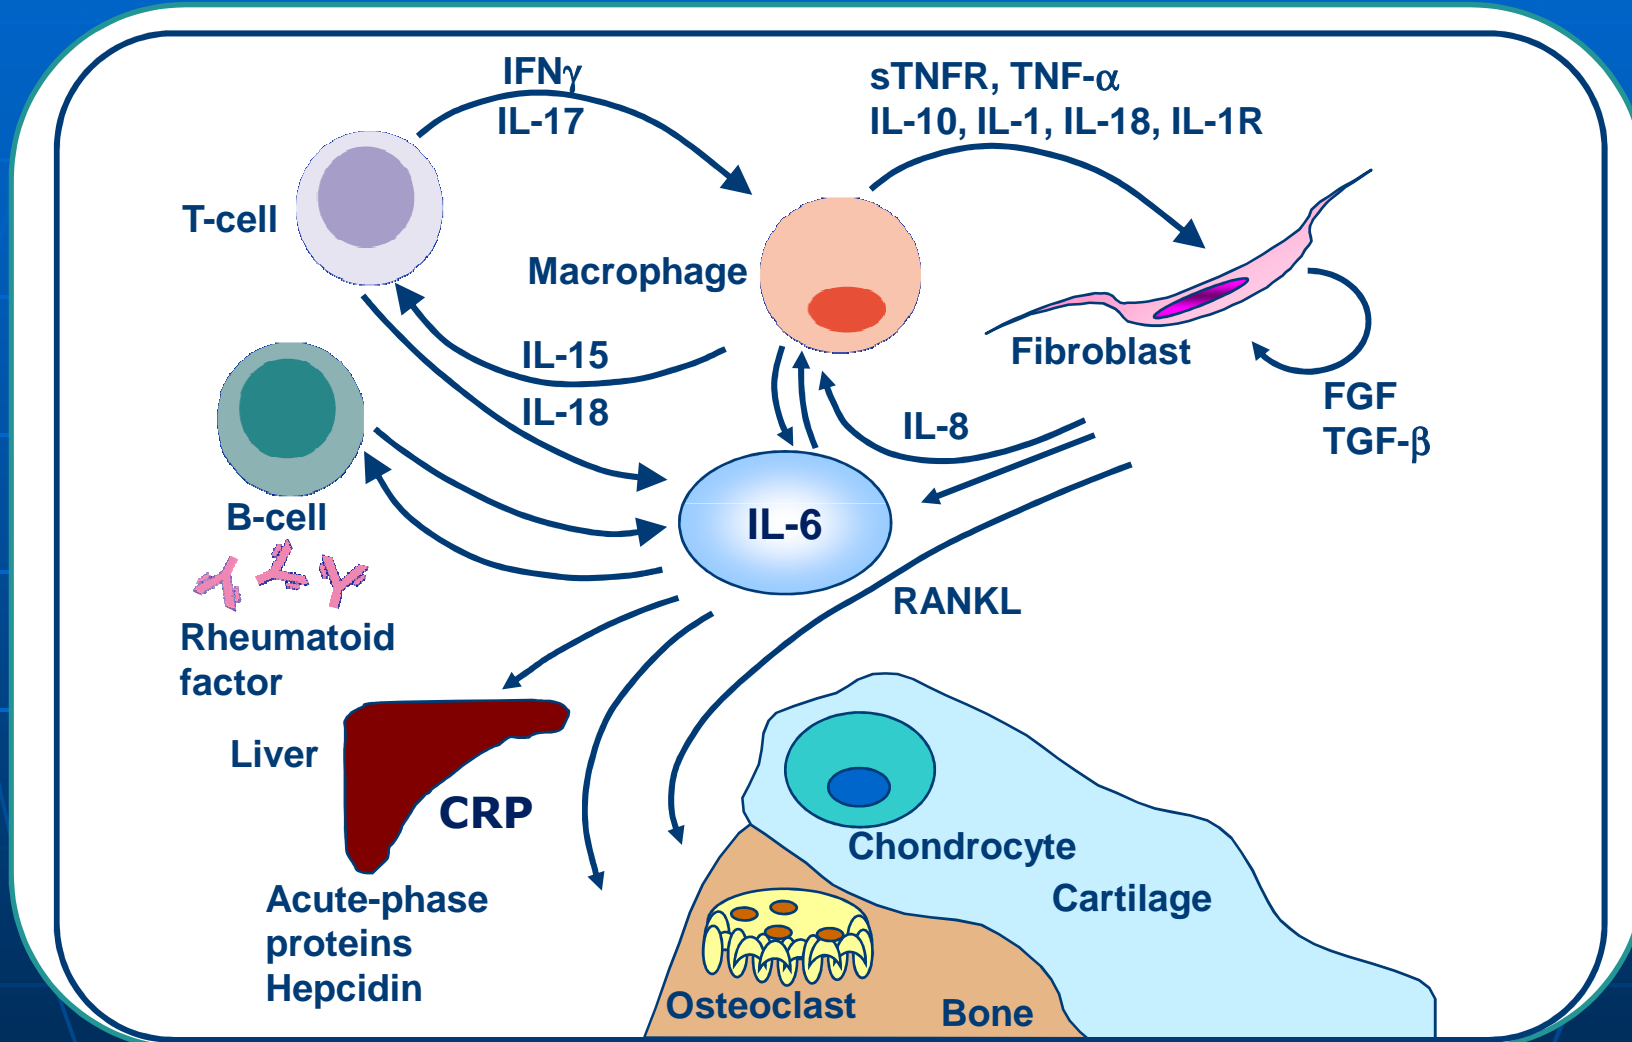 IFNγ
IL-17
sTNFR, TNF-α
IL-10, IL-1, IL-18, IL-1R
T-cell
Macrophage
Fibroblast
IL-15
IL-18
IL-8
FGF
TGF-β
B-cell
IL-6
RANKL
Rheumatoid
factor
Liver
CRP
Chondrocyte
Cartilage
Acute-phase
proteins
Hepcidin
Osteoclast
Bone